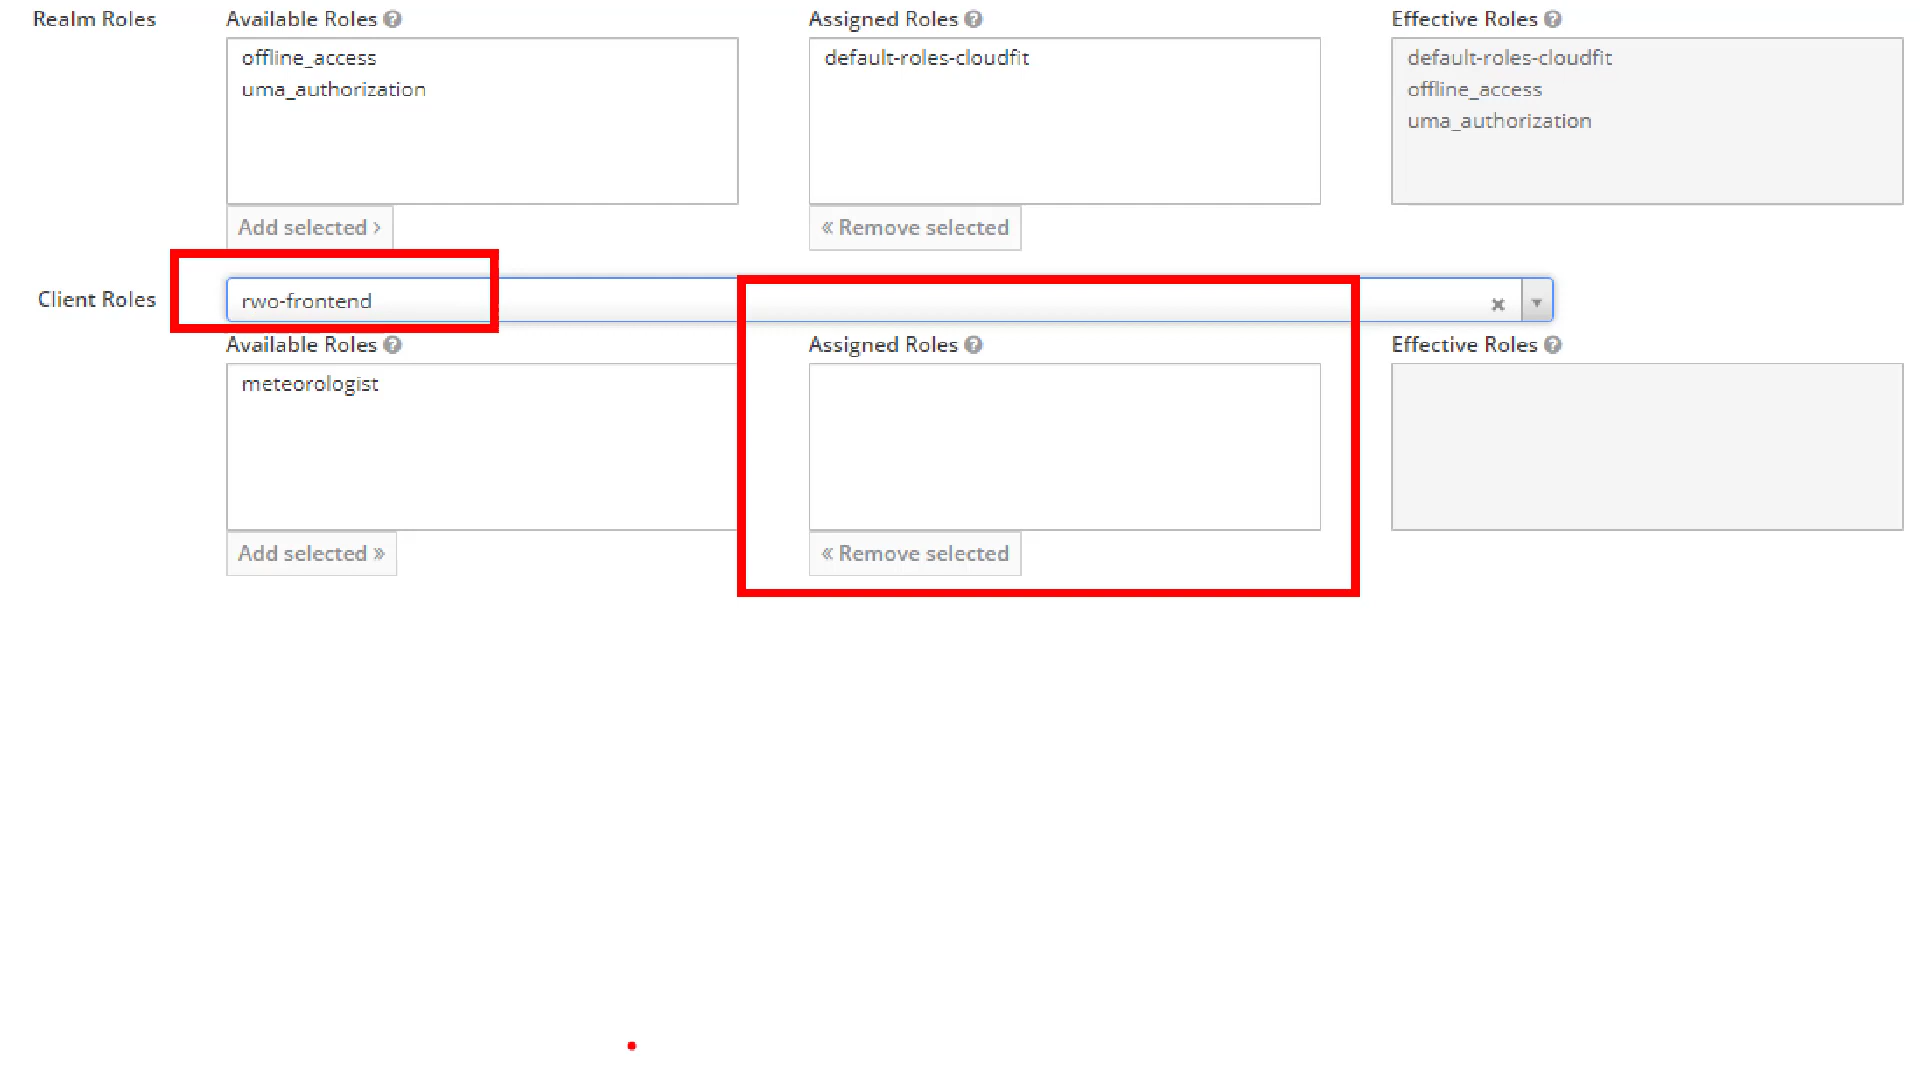 Realm Roles
Available Roles
Assigned Roles
Effective Roles
offline_access
uma_authorization
default-roles-cloudfit
default-roles-cloudfit
offline_access
uma_authorization
Add selected >
« Remove selected
Client Roles
rwo-frontend
Available Roles
Assigned Roles
Effective Roles
meteorologist
Add selected »
« Remove selected